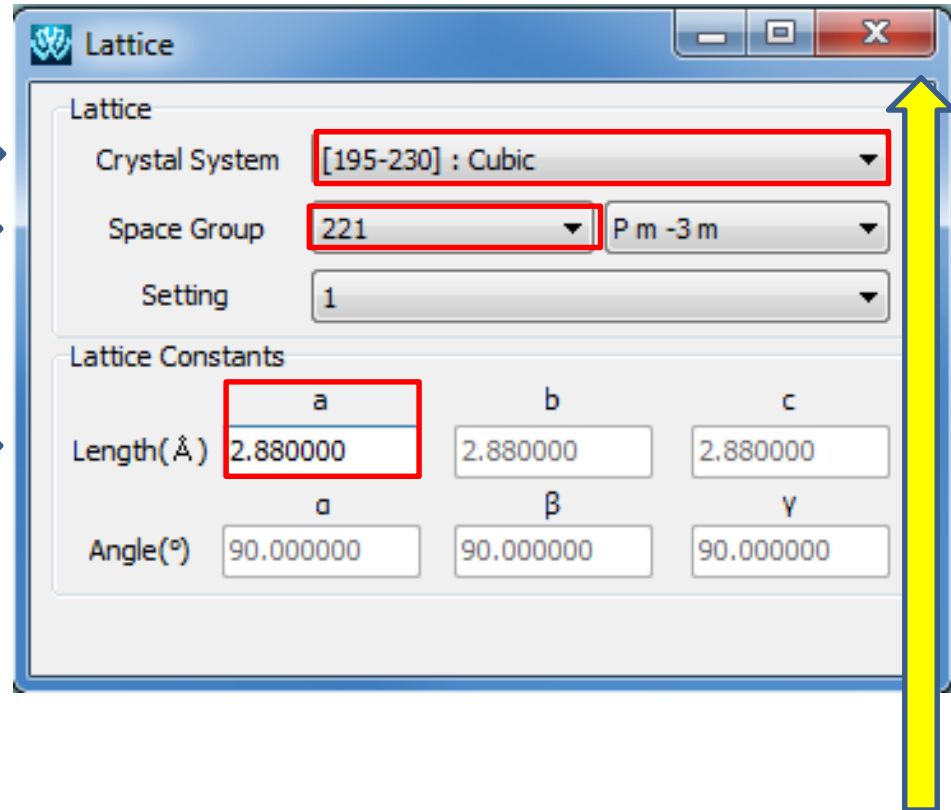 Lattice
Lattice
Crystal System [195-230] : Cubic
Space Group 221 P m -3 m
Setting 1
Lattice Constants
a b c
Length(Å) 2.880000 2.880000 2.880000
α β γ
Angle(°) 90.000000 90.000000 90.000000